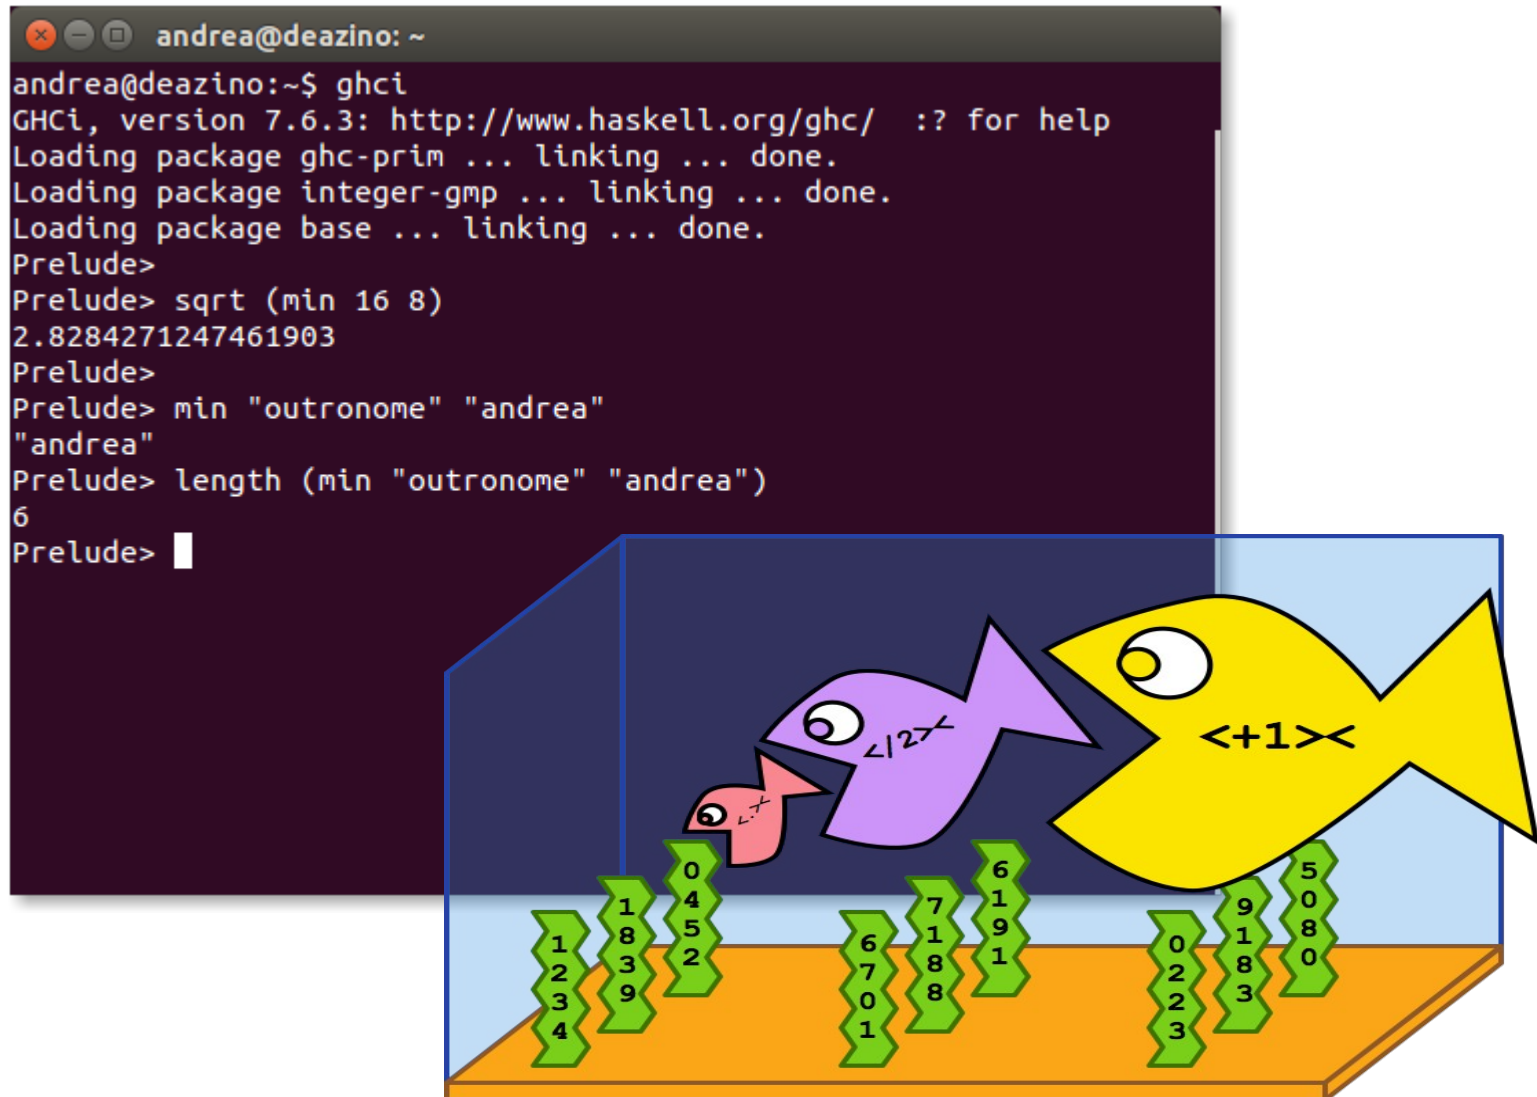 andrea@deazino: ~
andrea@deazino:~$ ghci
GHCi, version 7.6.3: http://www.haskell.org/ghc/  :? for help
Loading package ghc-prim ... linking ... done.
Loading package integer-gmp ... linking ... done.
Loading package base ... linking ... done.
Prelude>
Prelude> sqrt (min 16 8)
2.8284271247461903
Prelude>
Prelude> min "outronome" "andrea"
"andrea"
Prelude> length (min "outronome" "andrea")
6
Prelude>
<.><
</2><
<+1><
1234
1839
0452
6701
7188
6191
0223
9183
5080